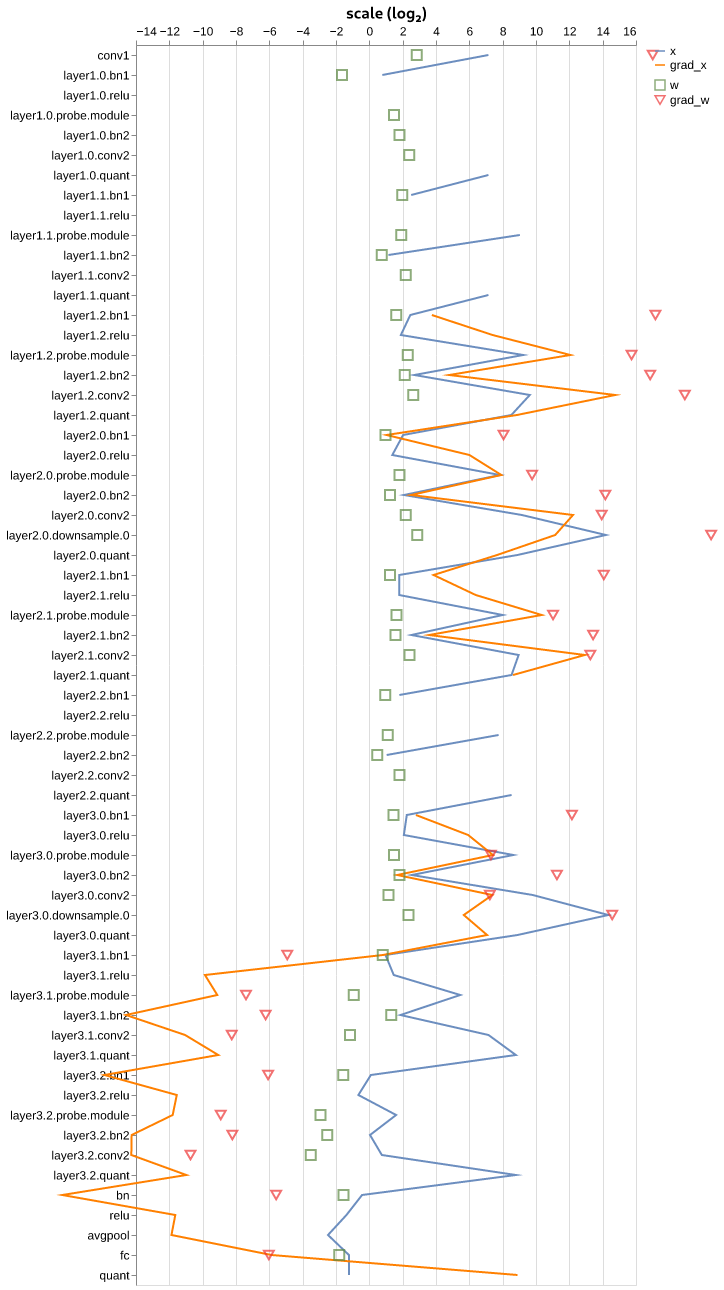 scale (log₂)
−14 −12 −10 −8 −6 −4 −2 0 2 4 6 8 10 12 14 16
x
grad_x
w
grad_w
conv1
layer1.0.bn1
layer1.0.relu
layer1.0.probe.module
layer1.0.bn2
layer1.0.conv2
layer1.0.quant
layer1.1.bn1
layer1.1.relu
layer1.1.probe.module
layer1.1.bn2
layer1.1.conv2
layer1.1.quant
layer1.2.bn1
layer1.2.relu
layer1.2.probe.module
layer1.2.bn2
layer1.2.conv2
layer1.2.quant
layer2.0.bn1
layer2.0.relu
layer2.0.probe.module
layer2.0.bn2
layer2.0.conv2
layer2.0.downsample.0
layer2.0.quant
layer2.1.bn1
layer2.1.relu
layer2.1.probe.module
layer2.1.bn2
layer2.1.conv2
layer2.1.quant
layer2.2.bn1
layer2.2.relu
layer2.2.probe.module
layer2.2.bn2
layer2.2.conv2
layer2.2.quant
layer3.0.bn1
layer3.0.relu
layer3.0.probe.module
layer3.0.bn2
layer3.0.conv2
layer3.0.downsample.0
layer3.0.quant
layer3.1.bn1
layer3.1.relu
layer3.1.probe.module
layer3.1.bn2
layer3.1.conv2
layer3.1.quant
layer3.2.bn1
layer3.2.relu
layer3.2.probe.module
layer3.2.bn2
layer3.2.conv2
layer3.2.quant
bn
relu
avgpool
fc
quant